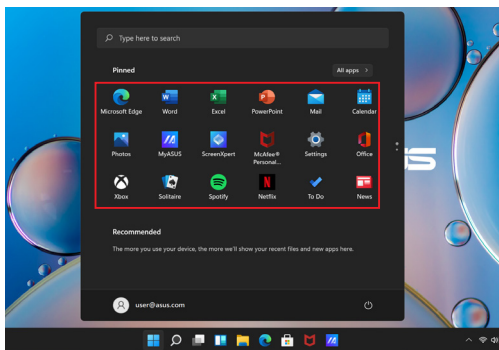 Type here to search
Pinned
All apps >
Microsoft Edge Word Excel PowerPoint Mail Calendar
Photos MyASUS ScreenXpert McAfee® Personal... Settings Office
Xbox Solitaire Spotify Netflix To Do News
Recommended
The more you use your device, the more we'll show your recent files and new apps here.
user@asus.com